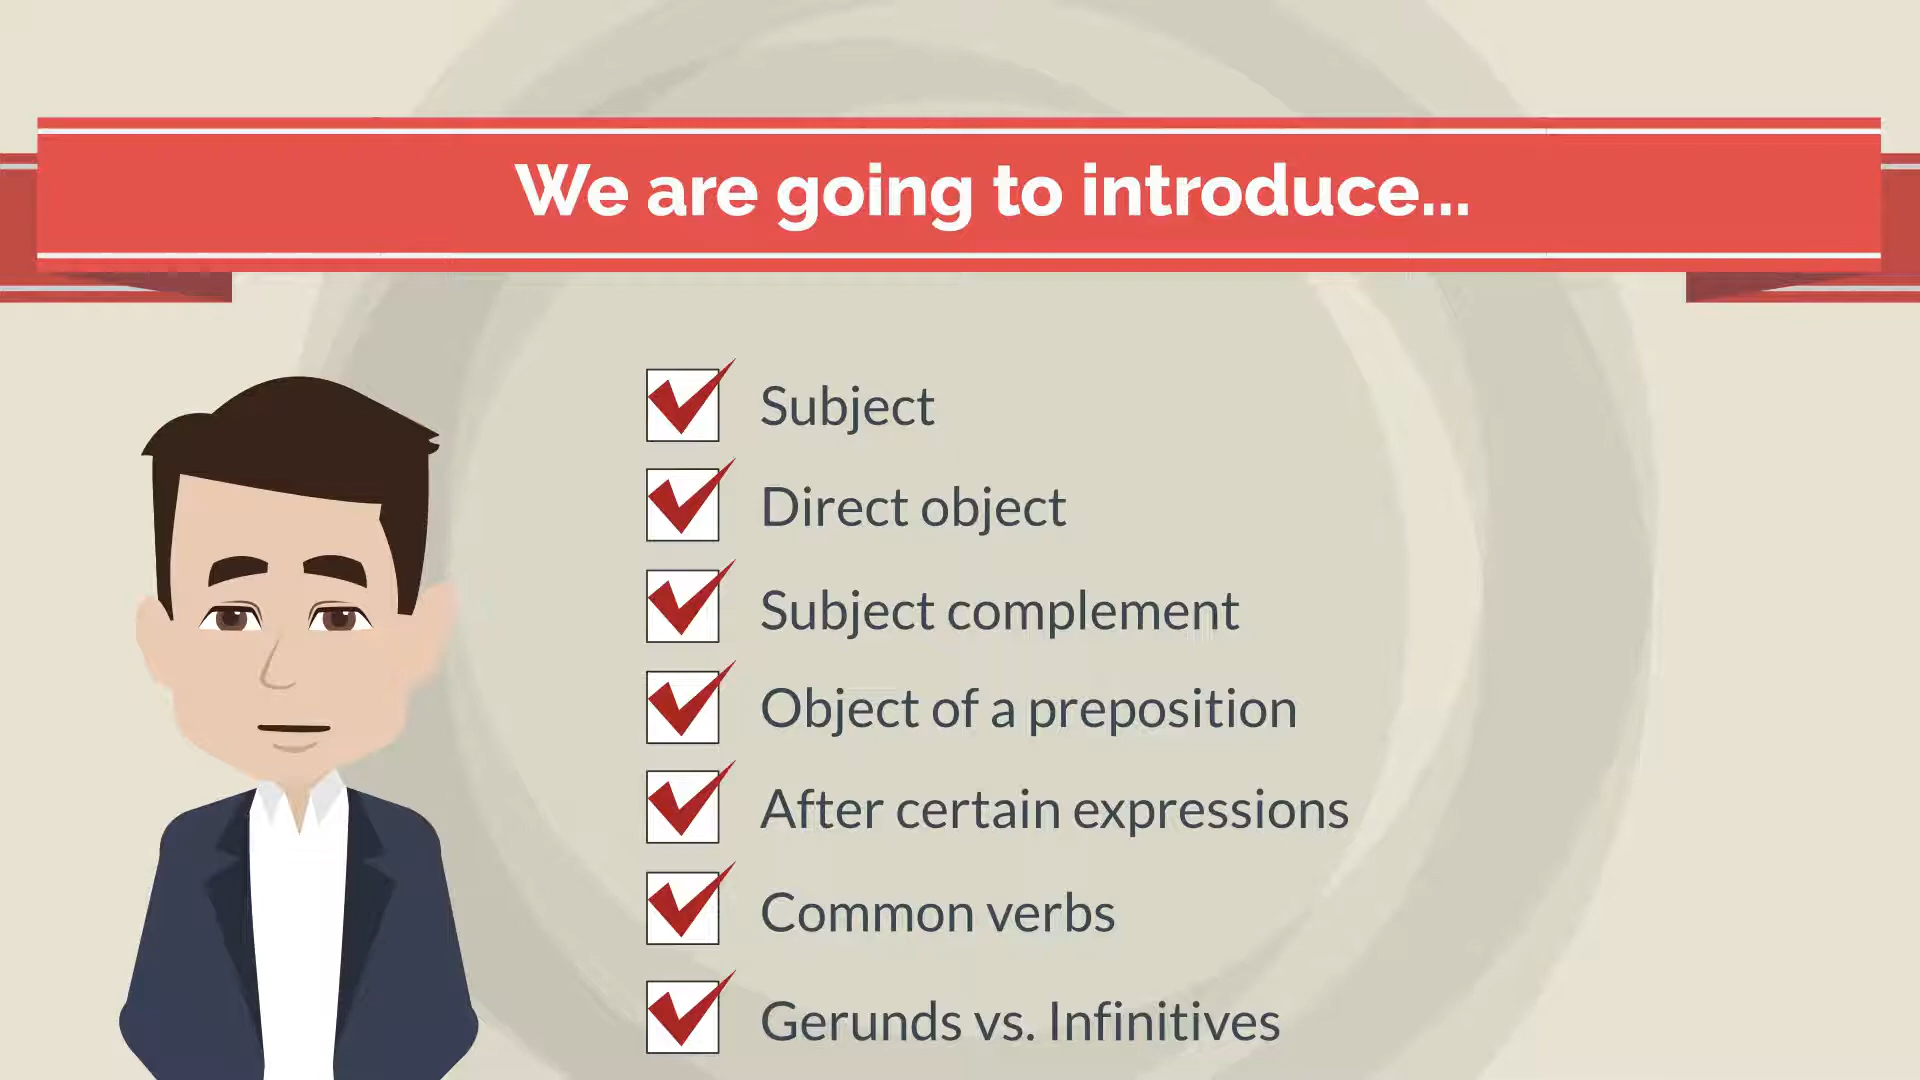 We are going to introduce...
Subject
Direct object
Subject complement
Object of a preposition
After certain expressions
Common verbs
Gerunds vs. Infinitives